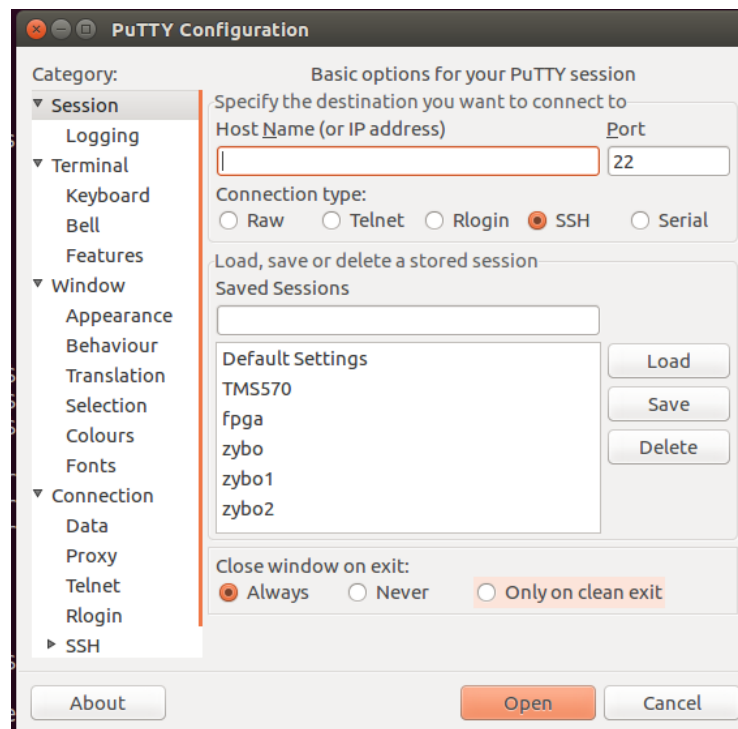 PuTTY Configuration
Category:
Session
Logging
Terminal
Keyboard
Bell
Features
Window
Appearance
Behaviour
Translation
Selection
Colours
Fonts
Connection
Data
Proxy
Telnet
Rlogin
SSH
Basic options for your PuTTY session
Specify the destination you want to connect to
Host Name (or IP address) Port
22
Connection type:
Raw Telnet Rlogin SSH Serial
Load, save or delete a stored session
Saved Sessions
Default Settings
TMS570
fpga
zybo
zybo1
zybo2
Load
Save
Delete
Close window on exit:
Always Never Only on clean exit
About Open Cancel